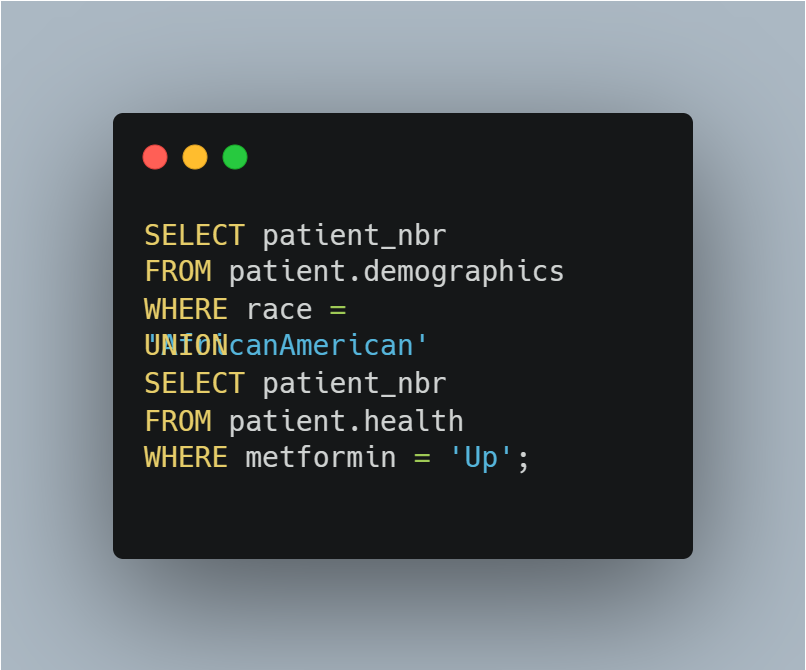 SELECT patient_nbr
FROM patient.demographics
WHERE race =
'AfricanAmerican'
UNION
SELECT patient_nbr
FROM patient.health
WHERE metformin = 'Up';